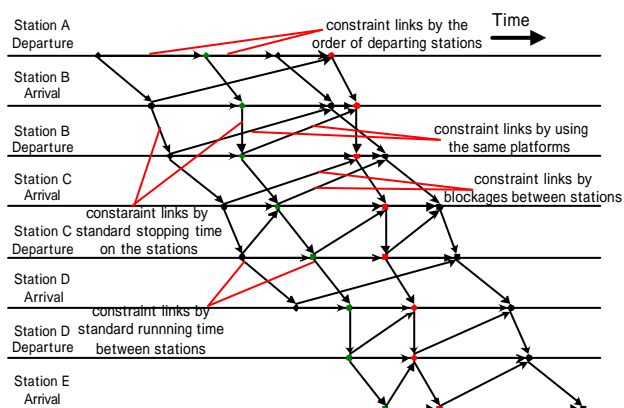 Station A
Departure
constraint links by the
order of departing stations
Time
Station B
Arrival
Station B
Departure
constraint links by using
the same platforms
Station C
Arrival
constraint links by
blockages between stations
constaraint links by
standard stopping time
on the stations
Station C
Departure
Station D
Arrival
constraint links by
standard runnning time
between stations
Station D
Departure
Station E
Arrival